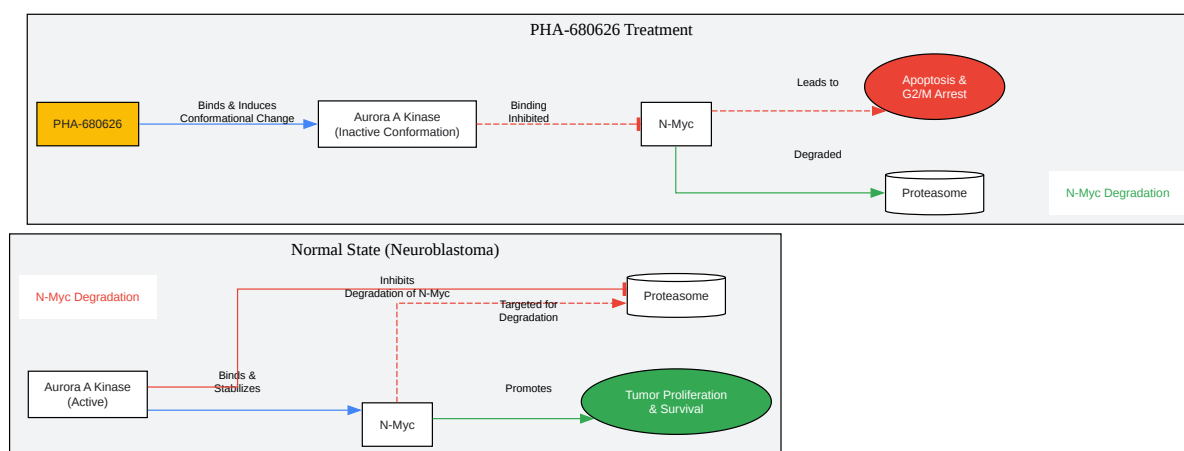 PHA-680626 Treatment
PHA-680626
Binds & Induces
Conformational Change
Aurora A Kinase
(Inactive Conformation)
Binding
Inhibited
N-Myc
Leads to
Apoptosis &
G2/M Arrest
Degraded
Proteasome
N-Myc Degradation
Normal State (Neuroblastoma)
N-Myc Degradation
Inhibits
Degradation of N-Myc
Targeted for
Degradation
Proteasome
Aurora A Kinase
(Active)
Binds &
Stabilizes
N-Myc
Promotes
Tumor Proliferation
& Survival